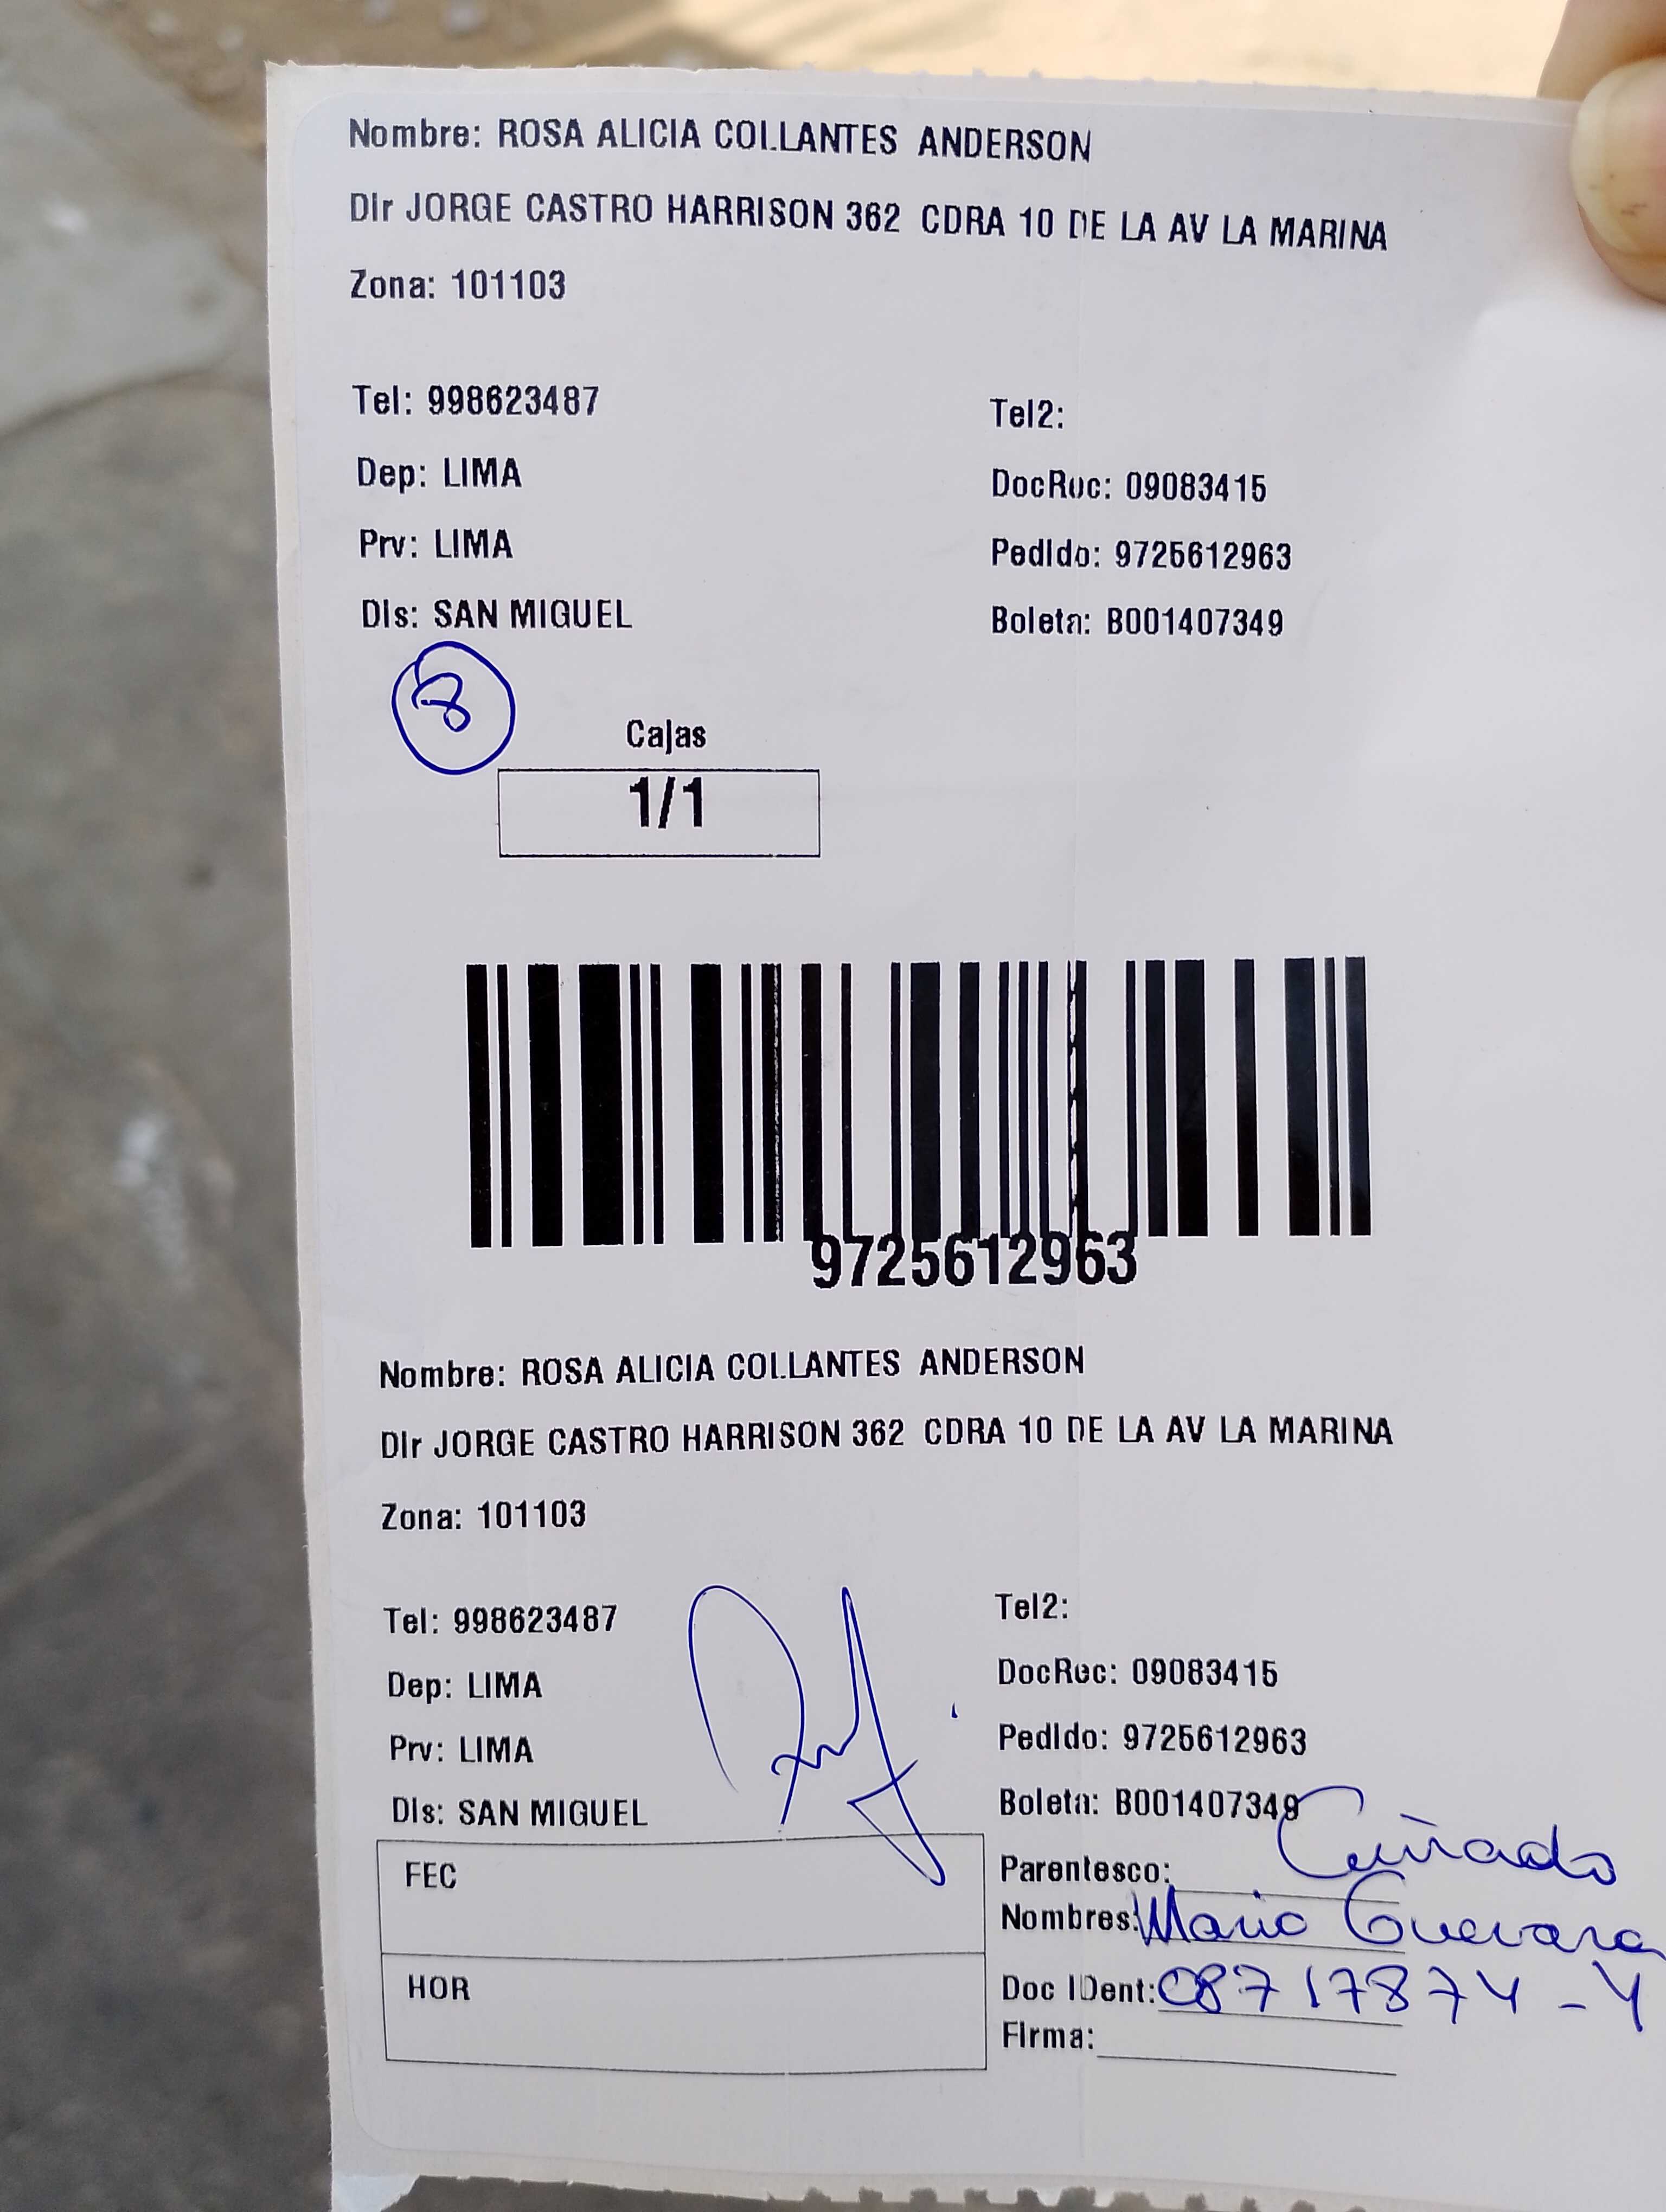 Nombre: ROSA ALICIA COLLANTES ANDERSON
DIr JORGE CASTRO HARRISON 362 CDRA 10 DE LA AV LA MARINA
Zona: 101103
Tel: 998623487 Tel2:
Dep: LIMA DocRec: 09083415
Prv: LIMA PedIdo: 9725612963
DIs: SAN MIGUEL Boleta: B001407349
8
Cajas
1/1
9725612963
Nombre: ROSA ALICIA COLLANTES ANDERSON
DIr JORGE CASTRO HARRISON 362 CDRA 10 DE LA AV LA MARINA
Zona: 101103
Tel: 998623487 Tel2:
Dep: LIMA DocRec: 09083415
Prv: LIMA PedIdo: 9725612963
DIs: SAN MIGUEL Boleta: B001407349
FEC Parentesco: Cuñado
Nombres: Mario Guevara
HOR Doc IDent: 08717874-4
FIrma: